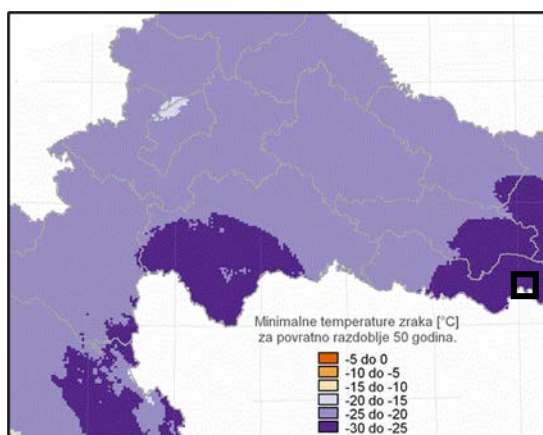 Minimalne temperature zraka [°C]
za povratno razdoblje 50 godina.
-5 do 0
-10 do -5
-15 do -10
-20 do -15
-25 do -20
-30 do -25